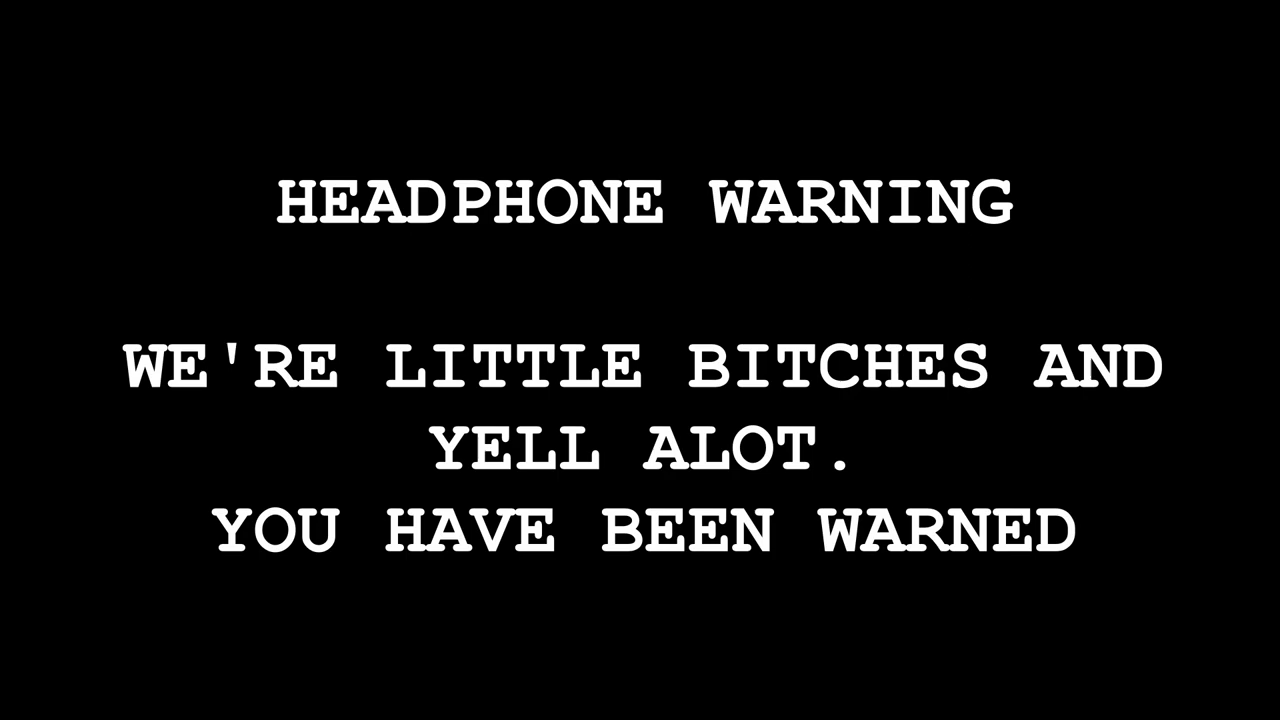 HEADPHONE WARNING
WE'RE LITTLE BITCHES AND
YELL ALOT.
YOU HAVE BEEN WARNED